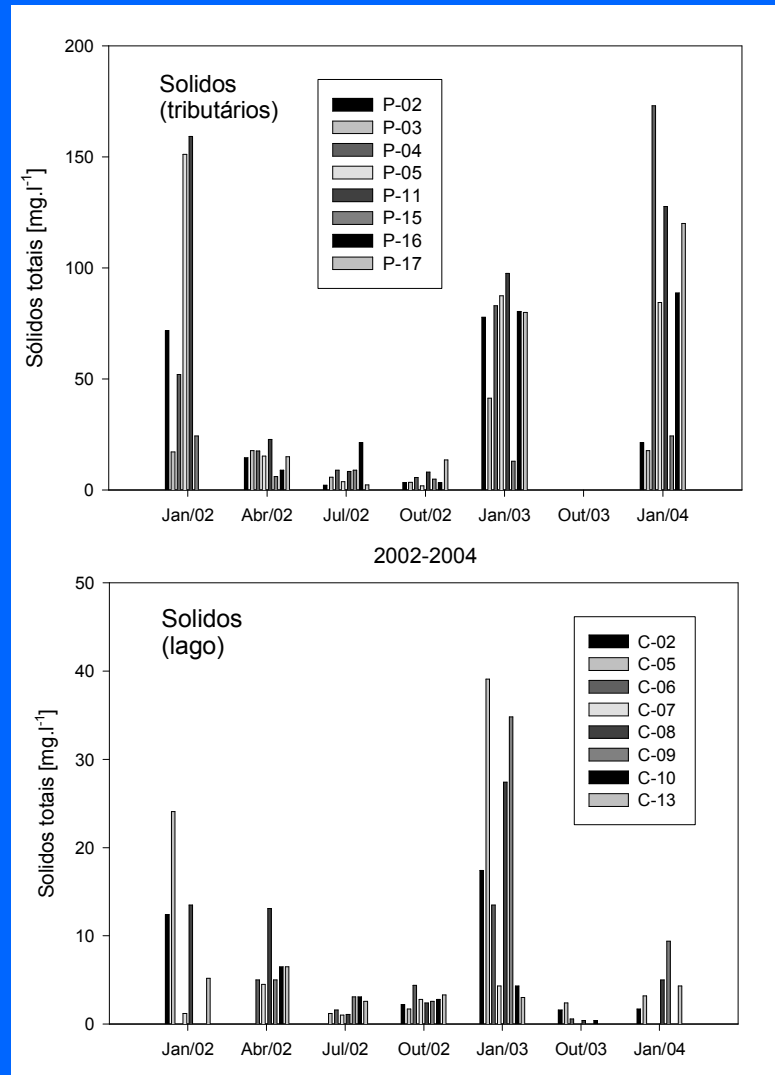 Solidos
(tributários)
P-02
P-03
P-04
P-05
P-11
P-15
P-16
P-17
Sólidos totais [mg.l-1]
200
150
100
50
0
Jan/02 Abr/02 Jul/02 Out/02 Jan/03 Out/03 Jan/04
2002-2004
Solidos
(lago)
C-02
C-05
C-06
C-07
C-08
C-09
C-10
C-13
Solidos totais [mg.l-1]
50
40
30
20
10
0
Jan/02 Abr/02 Jul/02 Out/02 Jan/03 Out/03 Jan/04